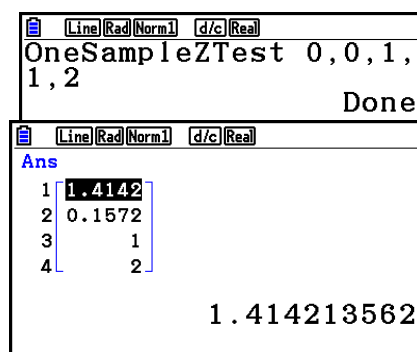 Line Rad Norm1 d/c Real
OneSampleZTest 0,0,1,
1,2
Done
Line Rad Norm1 d/c Real
Ans
1 1.4142
2 0.1572
3 1
4 2
1.414213562